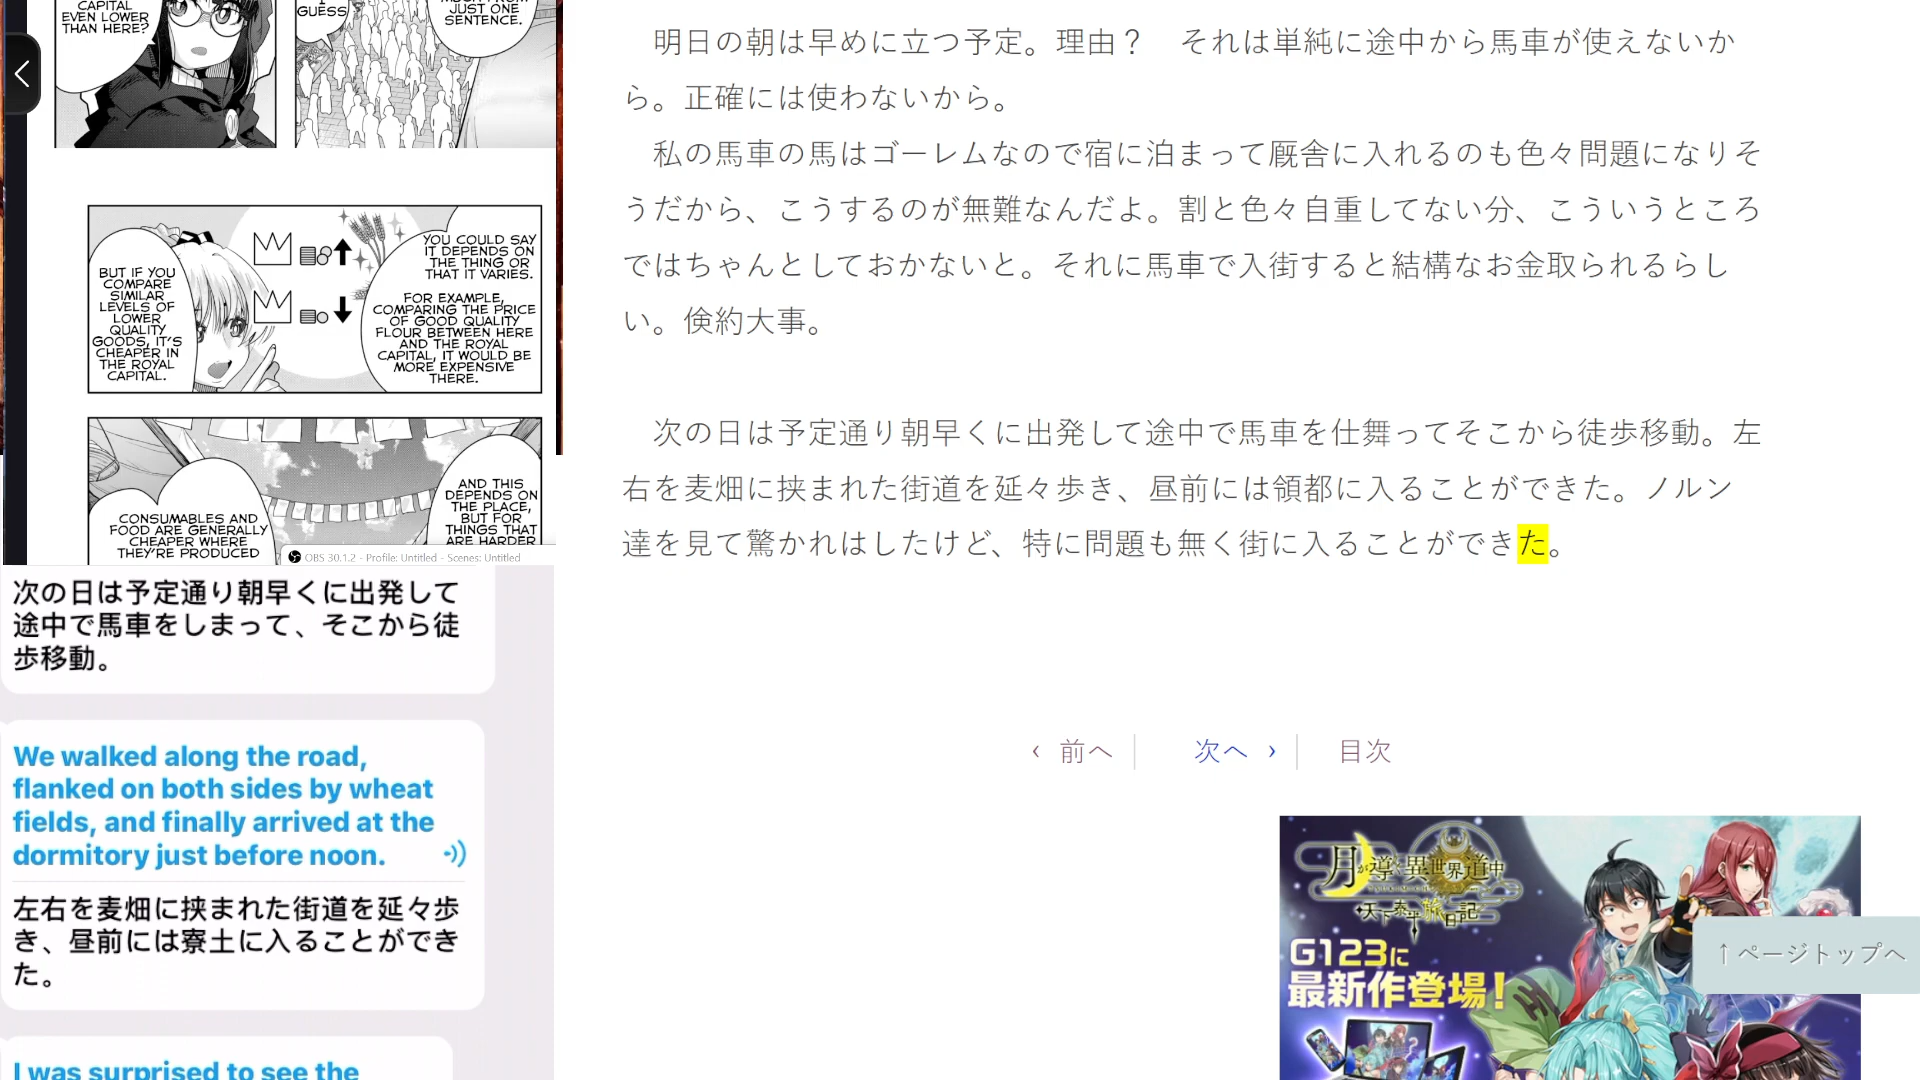 CAPITAL
EVEN LOWER
THAN HERE?
I
GUESS
JUST ONE
SENTENCE.
BUT IF YOU
COMPARE
SIMILAR
LEVELS OF
LOWER
QUALITY
GOODS, IT'S
CHEAPER IN
THE ROYAL
CAPITAL.
YOU COULD SAY
IT DEPENDS ON
THE THING OR
THAT IT VARIES.
FOR EXAMPLE,
COMPARING THE PRICE
OF GOOD QUALITY
FLOUR BETWEEN HERE
AND THE ROYAL
CAPITAL, IT WOULD BE
MORE EXPENSIVE
THERE.
CONSUMABLES AND
FOOD ARE GENERALLY
CHEAPER WHERE
THEY'RE PRODUCED
AND THIS
DEPENDS ON
THE PLACE,
BUT FOR
THINGS THAT
ARE HARDER
OBS 30.1.2 - Profile: Untitled - Scenes: Untitled
次の日は予定通り朝早くに出発して
途中で馬車をしまって、そこから徒
歩移動。
We walked along the road,
flanked on both sides by wheat
fields, and finally arrived at the
dormitory just before noon.
左右を麦畑に挟まれた街道を延々歩
き、昼前には寮土に入ることができ
た。
I was surprised to see the
明日の朝は早めに立つ予定。理由？　それは単純に途中から馬車が使えないか
ら。正確には使わないから。
私の馬車の馬はゴーレムなので宿に泊まって厩舎に入れるのも色々問題になりそ
うだから、こうするのが無難なんだよ。割と色々自重してない分、こういうところ
ではちゃんとしておかないと。それに馬車で入街すると結構なお金取られるらし
い。倹約大事。
次の日は予定通り朝早くに出発して途中で馬車を仕舞ってそこから徒歩移動。左
右を麦畑に挟まれた街道を延々歩き、昼前には領都に入ることができた。ノルン
達を見て驚かれはしたけど、特に問題も無く街に入ることができた。
‹ 前へ
次へ ›
目次
月が導く異世界道中
天下泰平旅日記
G123に
最新作登場！
↑ページトップへ